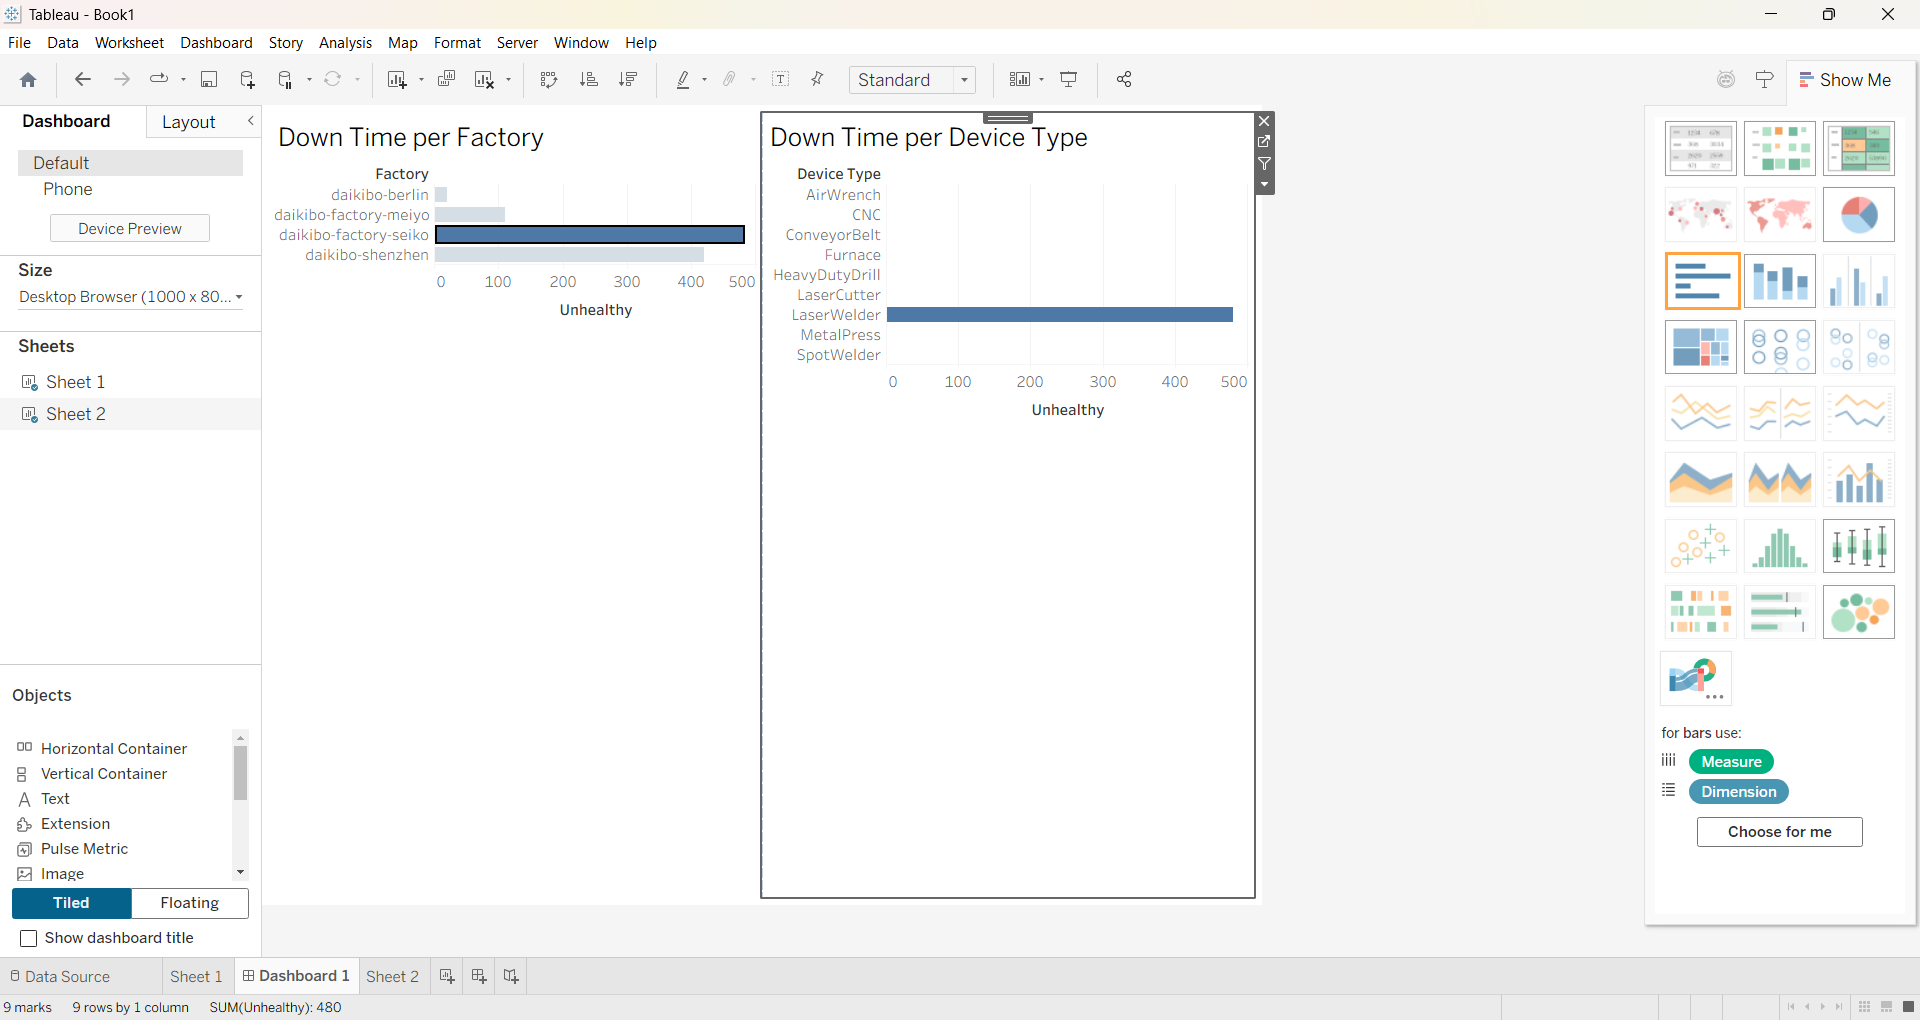 Tableau - Book1
File Data Worksheet Dashboard Story Analysis Map Format Server Window Help
Standard
Show Me
Dashboard
Layout
Default
Phone
Device Preview
Size
Desktop Browser (1000 x 80...
Sheets
Sheet 1
Sheet 2
Objects
Horizontal Container
Vertical Container
Text
Extension
Pulse Metric
Image
Tiled
Floating
Show dashboard title
Down Time per Factory
Factory
daikibo-berlin
daikibo-factory-meiyo
daikibo-factory-seiko
daikibo-shenzhen
0 100 200 300 400 500
Unhealthy
Down Time per Device Type
Device Type
AirWrench
CNC
ConveyorBelt
Furnace
HeavyDutyDrill
LaserCutter
LaserWelder
MetalPress
SpotWelder
0 100 200 300 400 500
Unhealthy
for bars use:
Measure
Dimension
Choose for me
Data Source
Sheet 1
Dashboard 1
Sheet 2
9 marks 9 rows by 1 column SUM(Unhealthy): 480